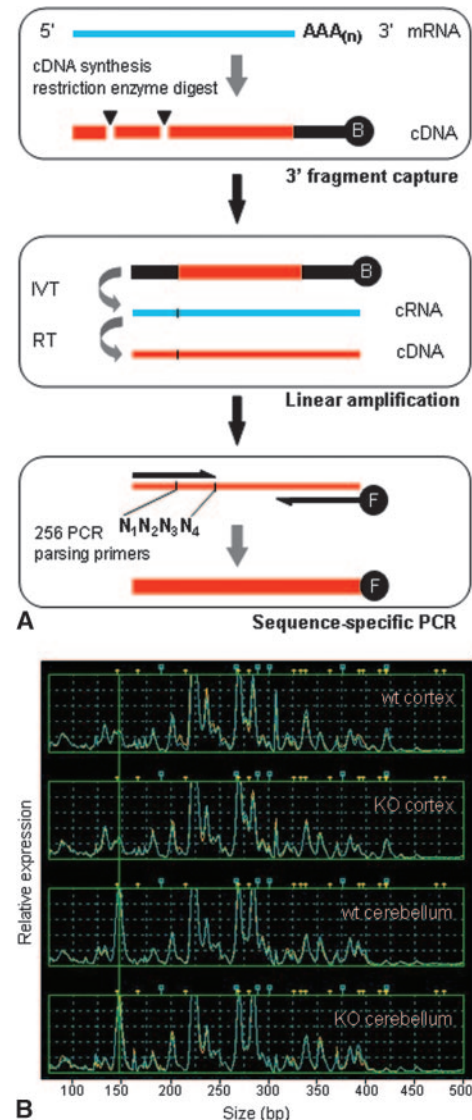 5' AAA(n) 3' mRNA
cDNA synthesis
restriction enzyme digest
B cDNA
3' fragment capture
B
IVT
cRNA
RT
cDNA
Linear amplification
F
N1N2N3N4
256 PCR
parsing primers
F
A
Sequence-specific PCR
wt cortex
KO cortex
wt cerebellum
KO cerebellum
Relative expression
100 150 200 250 300 350 400 450 500
B
Size (bp)